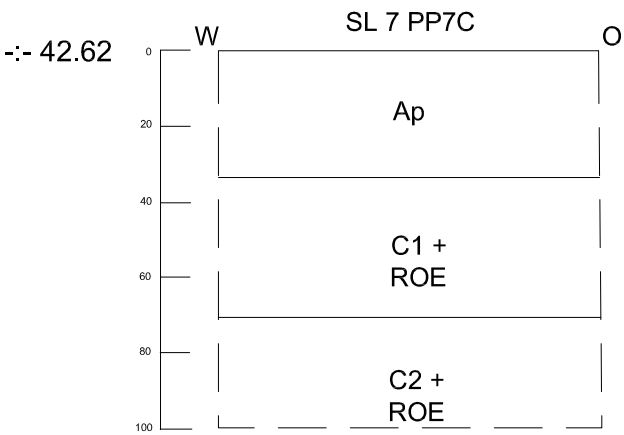 SL 7 PP7C
W
O
-:- 42.62
0
Ap
20
40
C1 +
ROE
60
80
C2 +
ROE
100